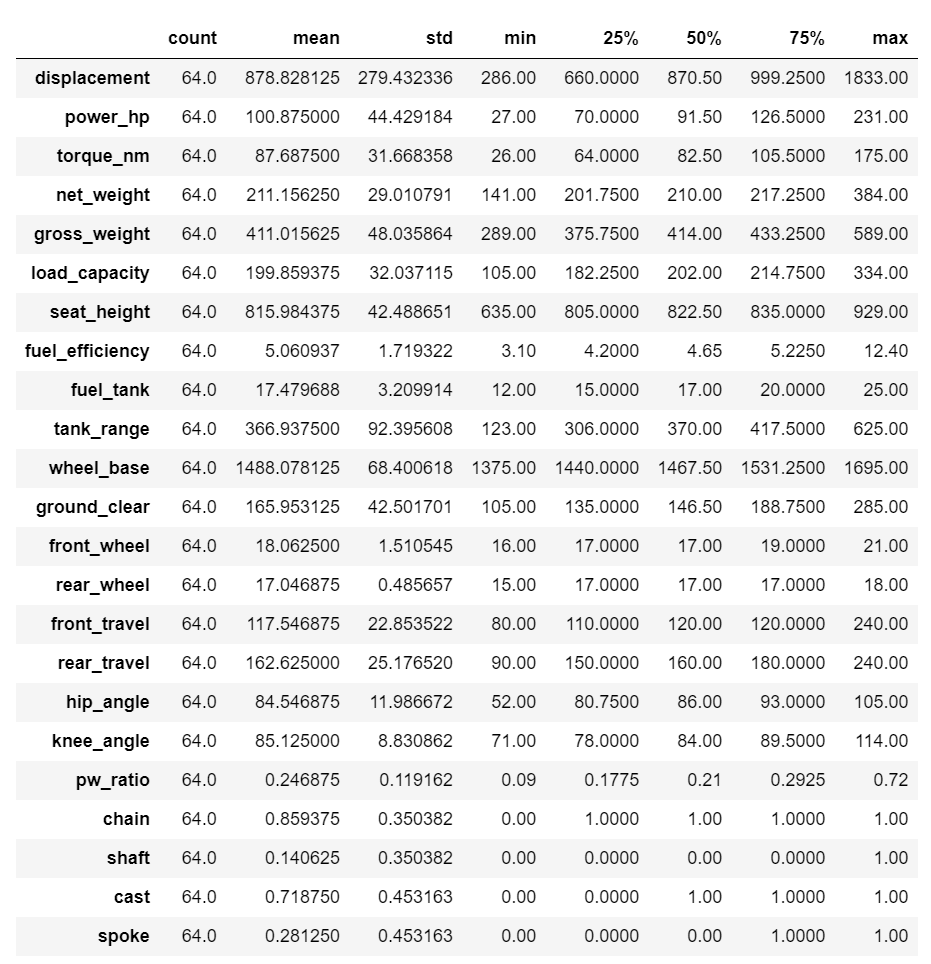 count mean std min 25% 50% 75% max
displacement 64.0 878.828125 279.432336 286.00 660.0000 870.50 999.2500 1833.00
power_hp 64.0 100.875000 44.429184 27.00 70.0000 91.50 126.5000 231.00
torque_nm 64.0 87.687500 31.668358 26.00 64.0000 82.50 105.5000 175.00
net_weight 64.0 211.156250 29.010791 141.00 201.7500 210.00 217.2500 384.00
gross_weight 64.0 411.015625 48.035864 289.00 375.7500 414.00 433.2500 589.00
load_capacity 64.0 199.859375 32.037115 105.00 182.2500 202.00 214.7500 334.00
seat_height 64.0 815.984375 42.488651 635.00 805.0000 822.50 835.0000 929.00
fuel_efficiency 64.0 5.060937 1.719322 3.10 4.2000 4.65 5.2250 12.40
fuel_tank 64.0 17.479688 3.209914 12.00 15.0000 17.00 20.0000 25.00
tank_range 64.0 366.937500 92.395608 123.00 306.0000 370.00 417.5000 625.00
wheel_base 64.0 1488.078125 68.400618 1375.00 1440.0000 1467.50 1531.2500 1695.00
ground_clear 64.0 165.953125 42.501701 105.00 135.0000 146.50 188.7500 285.00
front_wheel 64.0 18.062500 1.510545 16.00 17.0000 17.00 19.0000 21.00
rear_wheel 64.0 17.046875 0.485657 15.00 17.0000 17.00 17.0000 18.00
front_travel 64.0 117.546875 22.853522 80.00 110.0000 120.00 120.0000 240.00
rear_travel 64.0 162.625000 25.176520 90.00 150.0000 160.00 180.0000 240.00
hip_angle 64.0 84.546875 11.986672 52.00 80.7500 86.00 93.0000 105.00
knee_angle 64.0 85.125000 8.830862 71.00 78.0000 84.00 89.5000 114.00
pw_ratio 64.0 0.246875 0.119162 0.09 0.1775 0.21 0.2925 0.72
chain 64.0 0.859375 0.350382 0.00 1.0000 1.00 1.0000 1.00
shaft 64.0 0.140625 0.350382 0.00 0.0000 0.00 0.0000 1.00
cast 64.0 0.718750 0.453163 0.00 0.0000 1.00 1.0000 1.00
spoke 64.0 0.281250 0.453163 0.00 0.0000 0.00 1.0000 1.00